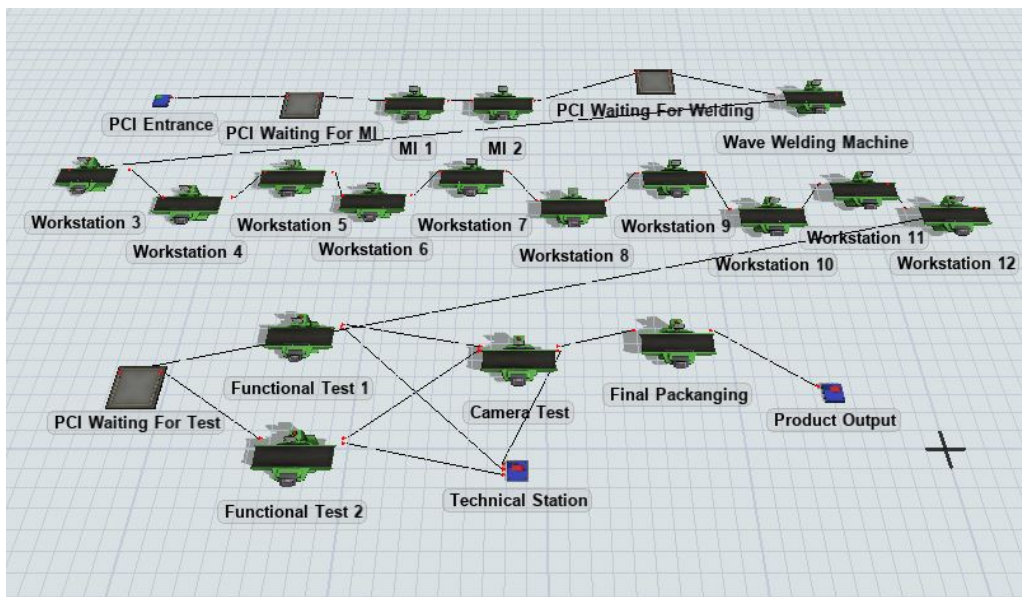 PCI Entrance
PCI Waiting For MI
MI 1
MI 2
PCI Waiting For Welding
Wave Welding Machine
Workstation 3
Workstation 4
Workstation 5
Workstation 6
Workstation 7
Workstation 8
Workstation 9
Workstation 10
Workstation 11
Workstation 12
PCI Waiting For Test
Functional Test 1
Functional Test 2
Camera Test
Technical Station
Final Packanging
Product Output